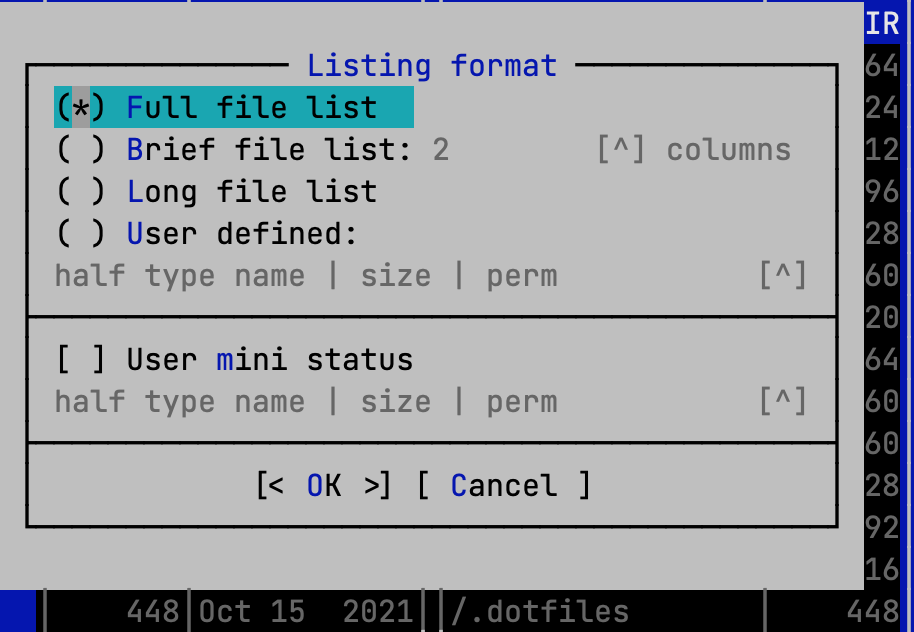 IR
Listing format
64
(*) Full file list
24
( ) Brief file list: 2 [^] columns
12
( ) Long file list
96
( ) User defined:
28
half type name | size | perm [^]
60
20
[ ] User mini status
64
half type name | size | perm [^]
60
60
[< OK >] [ Cancel ]
28
92
16
448|Oct 15 2021||/.dotfiles | 448